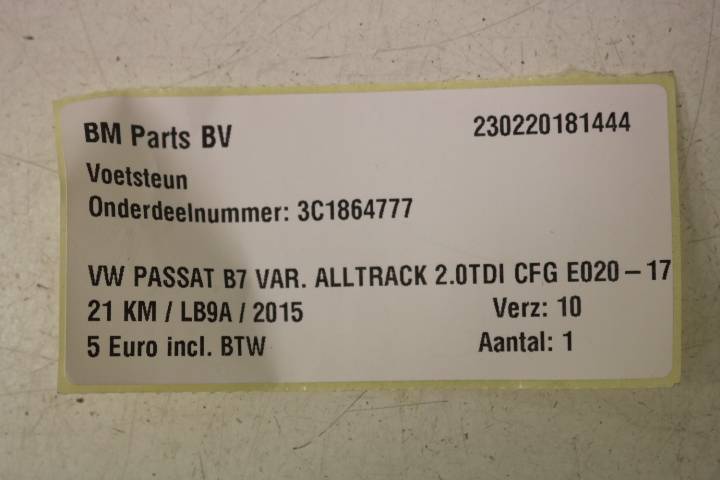 BM Parts BV 230220181444
Voetsteun
Onderdeelnummer: 3C1864777
VW PASSAT B7 VAR. ALLTRACK 2.0TDI CFG E020-17
21 KM / LB9A / 2015 Verz: 10
5 Euro incl. BTW Aantal: 1